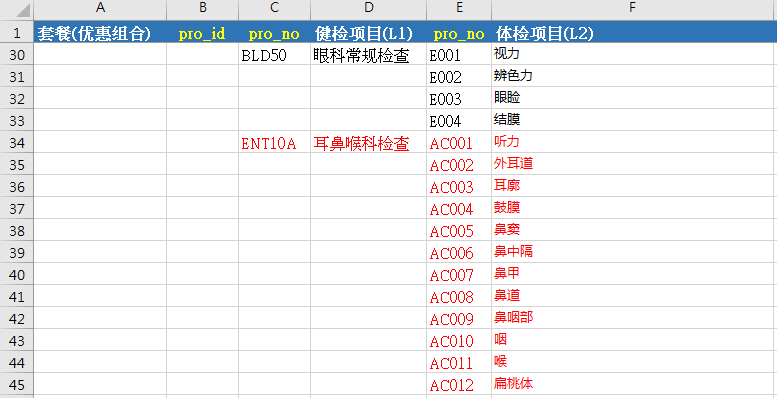 A B C D E F
1 套餐(优惠组合) pro_id pro_no 健检项目(L1) pro_no 体检项目(L2)
30 BLD50 眼科常规检查 E001 视力
31 E002 辨色力
32 E003 眼睑
33 E004 结膜
34 ENT10A 耳鼻喉科检查 AC001 听力
35 AC002 外耳道
36 AC003 耳廓
37 AC004 鼓膜
38 AC005 鼻窦
39 AC006 鼻中隔
40 AC007 鼻甲
41 AC008 鼻道
42 AC009 鼻咽部
43 AC010 咽
44 AC011 喉
45 AC012 扁桃体